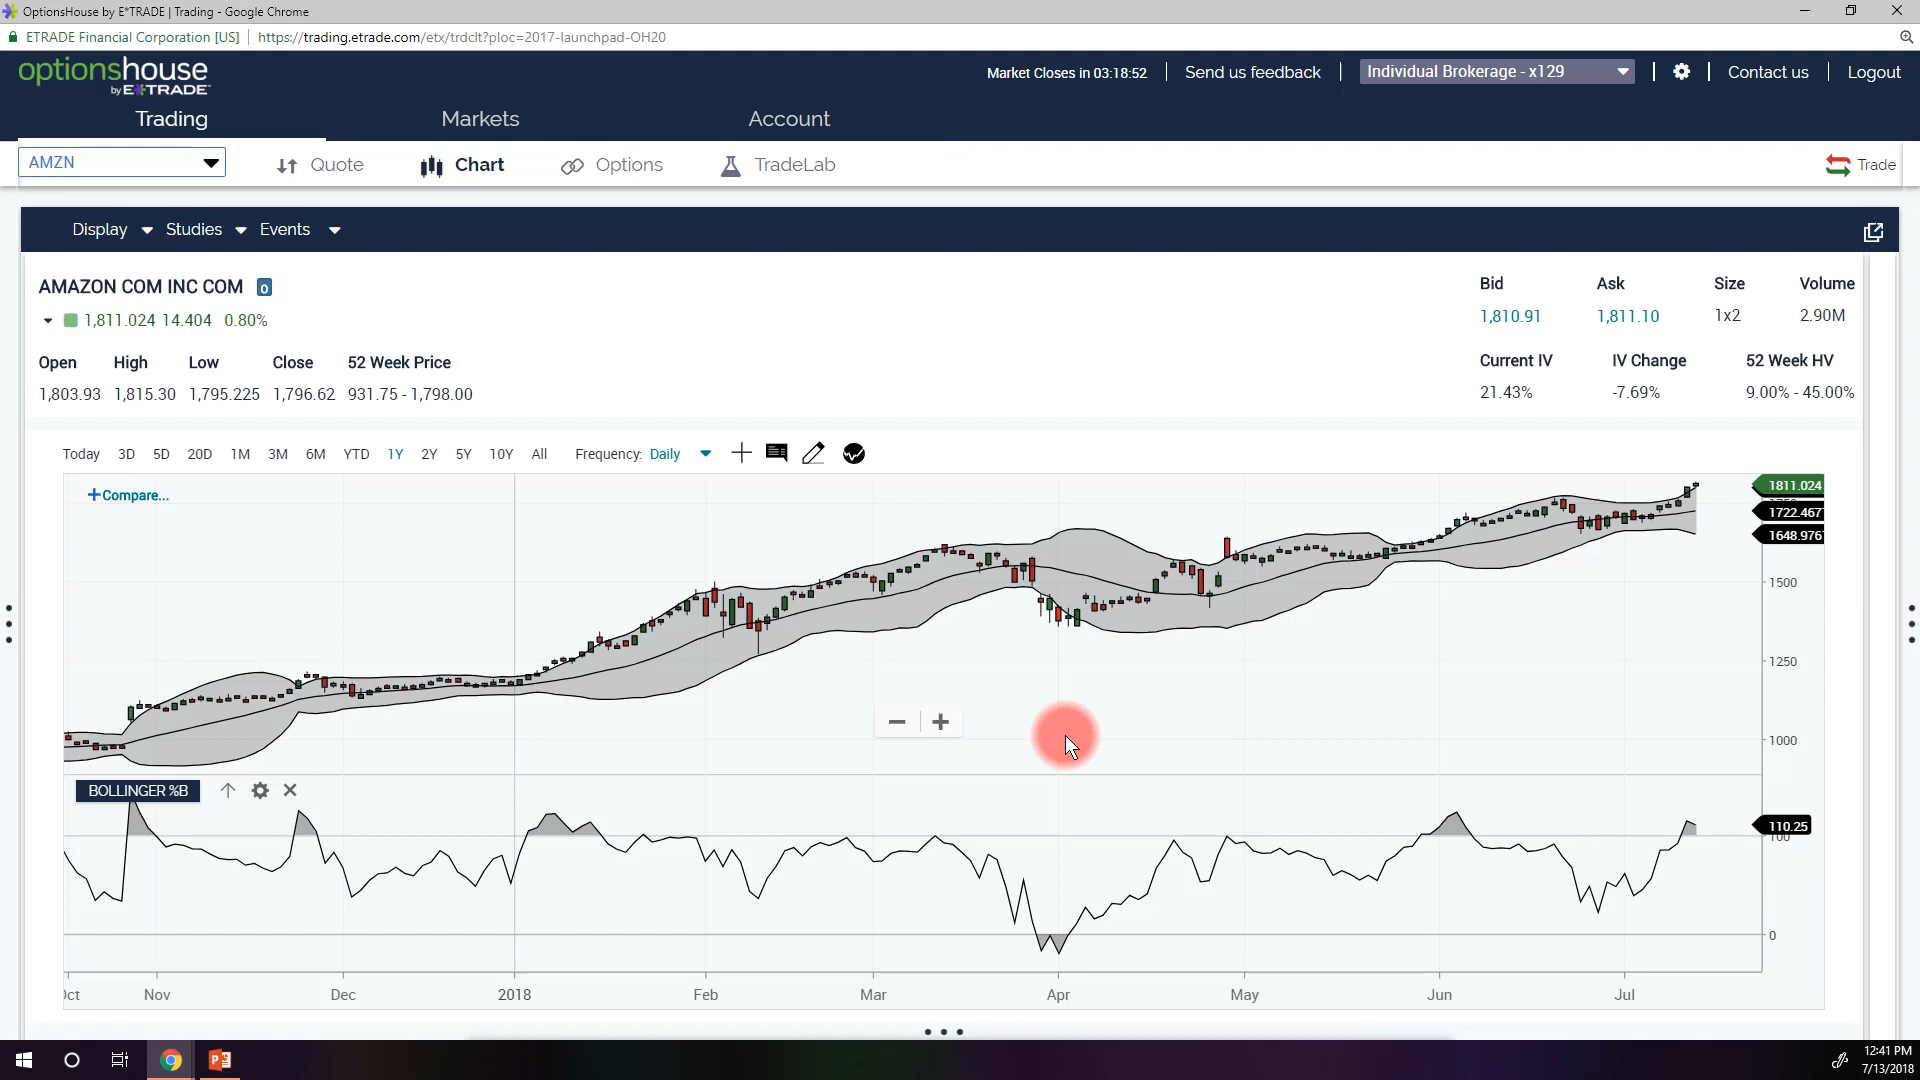 OptionsHouse by E*TRADE | Trading - Google Chrome
ETRADE Financial Corporation [US] https://trading.etrade.com/etx/trdclt?ploc=2017-launchpad-OH20
optionshouse
by E*TRADE
Market Closes in 03:18:52 Send us feedback Individual Brokerage - x129 Contact us Logout
Trading Markets Account
AMZN Quote Chart Options TradeLab Trade
Display Studies Events
AMAZON COM INC COM o
1,811.024 14.404 0.80%
Open High Low Close 52 Week Price
1,803.93 1,815.30 1,795.225 1,796.62 931.75 - 1,798.00
Bid Ask Size Volume
1,810.91 1,811.10 1x2 2.90M
Current IV IV Change 52 Week HV
21.43% -7.69% 9.00% - 45.00%
Today 3D 5D 20D 1M 3M 6M YTD 1Y 2Y 5Y 10Y All Frequency: Daily
+Compare...
1811.024
1722.467
1648.976
1500
1250
1000
BOLLINGER %B
110.25
100
0
Oct Nov Dec 2018 Feb Mar Apr May Jun Jul
12:41 PM
7/13/2018